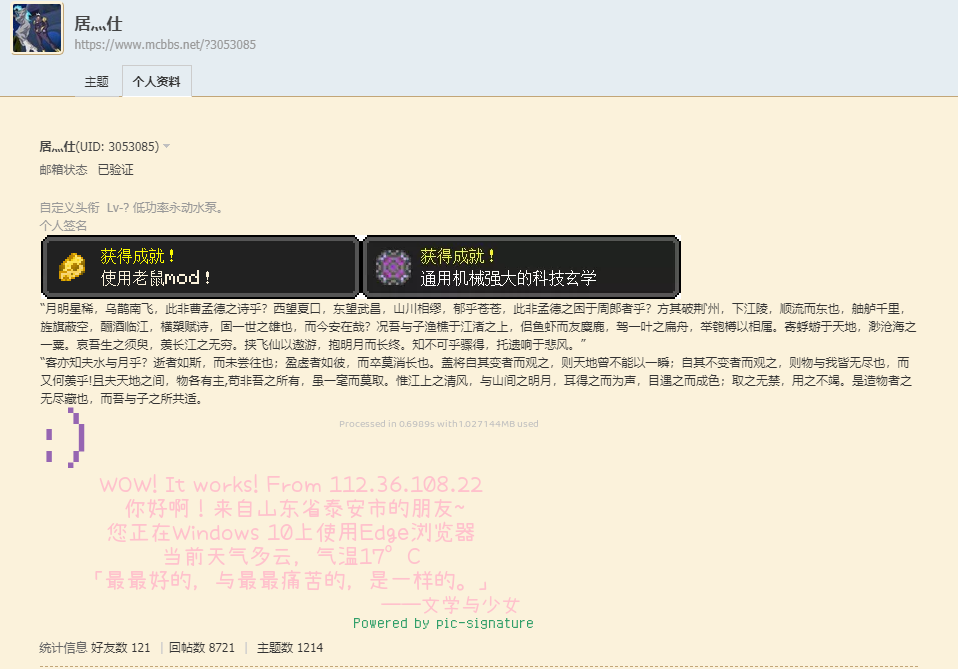 居灬仕
https://www.mcbbs.net/?3053085
主题 个人资料
居灬仕(UID: 3053085)
邮箱状态 已验证
自定义头衔 Lv-? 低功率永动水泵。
个人签名
获得成就！ 获得成就！
使用老鼠mod！ 通用机械强大的科技玄学
“月明星稀，乌鹊南飞，此非曹孟德之诗乎？西望夏口，东望武昌，山川相缪，郁乎苍苍，此非孟德之困于周郎者乎？方其破荆州，下江陵，顺流而东也，舳舻千里，
旌旗蔽空，酾酒临江，横槊赋诗，固一世之雄也，而今安在哉？况吾与子渔樵于江渚之上，侣鱼虾而友麋鹿，驾一叶之扁舟，举匏樽以相属。寄蜉蝣于天地，渺沧海之
一粟。哀吾生之须臾，羡长江之无穷。挟飞仙以遨游，抱明月而长终。知不可乎骤得，托遗响于悲风。”
“客亦知夫水与月乎？逝者如斯，而未尝往也；盈虚者如彼，而卒莫消长也。盖将自其变者而观之，则天地曾不能以一瞬；自其不变者而观之，则物与我皆无尽也，而
又何羡乎!且夫天地之间，物各有主,苟非吾之所有，虽一毫而莫取。惟江上之清风，与山间之明月，耳得之而为声，目遇之而成色；取之无禁，用之不竭。是造物者之
无尽藏也，而吾与子之所共适。
:)
Processed in 0.6989s with1.027144MB used
WOW! It works! From 112.36.108.22
你好啊！来自山东省泰安市的朋友~
您正在Windows 10上使用Edge浏览器
当前天气多云，气温17°C
「最最好的，与最最痛苦的，是一样的。」
——文学与少女
Powered by pic-signature
统计信息 好友数 121 | 回帖数 8721 | 主题数 1214